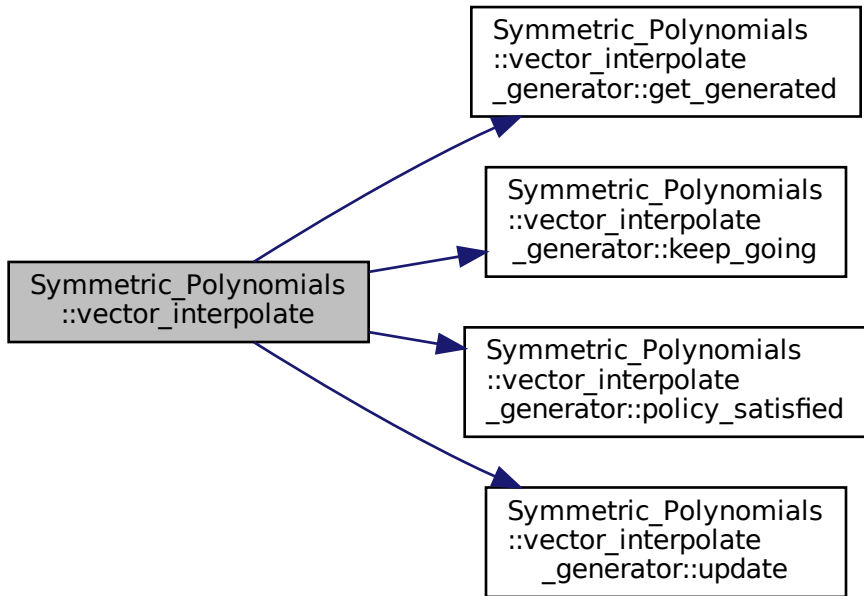 Symmetric_Polynomials
::vector_interpolate
_generator::get_generated
Symmetric_Polynomials
::vector_interpolate
_generator::keep_going
Symmetric_Polynomials
::vector_interpolate
Symmetric_Polynomials
::vector_interpolate
_generator::policy_satisfied
Symmetric_Polynomials
::vector_interpolate
_generator::update